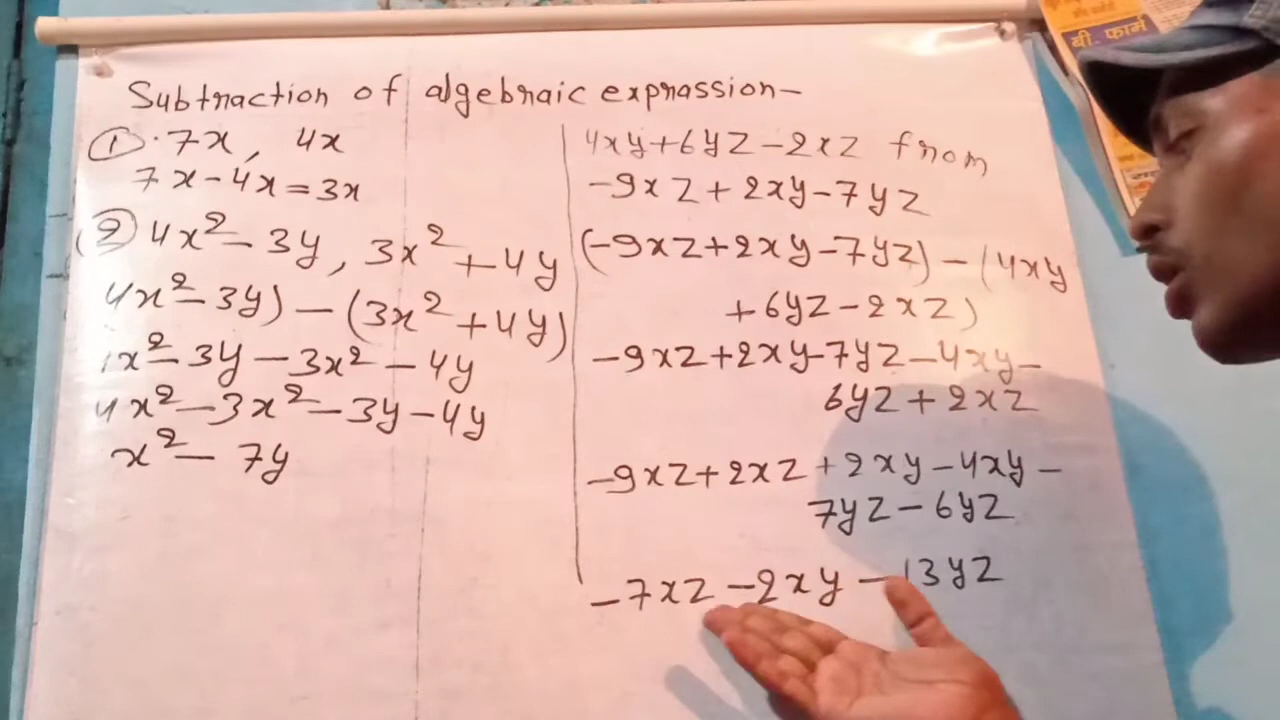 Subtraction of algebraic exprassion-
① . 7x, 4x
7x-4x=3x
② 4x²-3y, 3x²+4y
4x²-3y)-(3x²+4y)
x²-3y-3x²-4y
4x²-3x²-3y-4y
x²-7y
4xy+6yz-2xz from
-9xz+2xy-7yz
(-9xz+2xy-7yz)-(4xy
+6yz-2xz)
-9xz+2xy-7yz-4xy-
6yz+2xz
-9xz+2xz+2xy-4xy-
7yz-6yz
-7xz-2xy-13yz
बी. फार्म